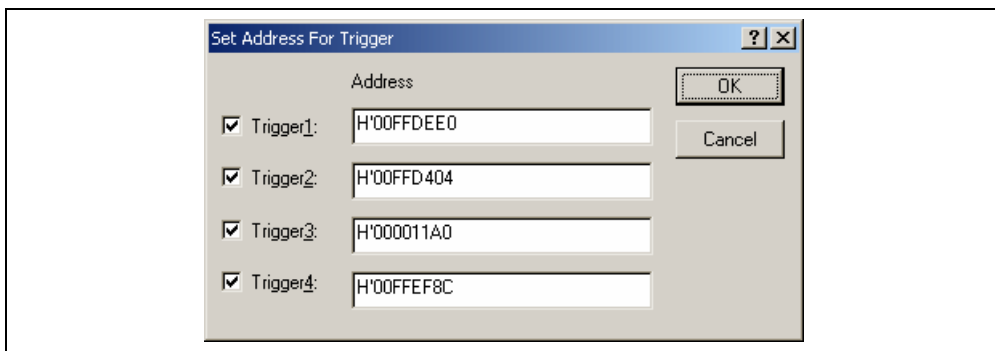 Set Address For Trigger
Address
OK
Trigger1: H'00FFDEE0
Cancel
Trigger2: H'00FFD404
Trigger3: H'000011A0
Trigger4: H'00FFEF8C